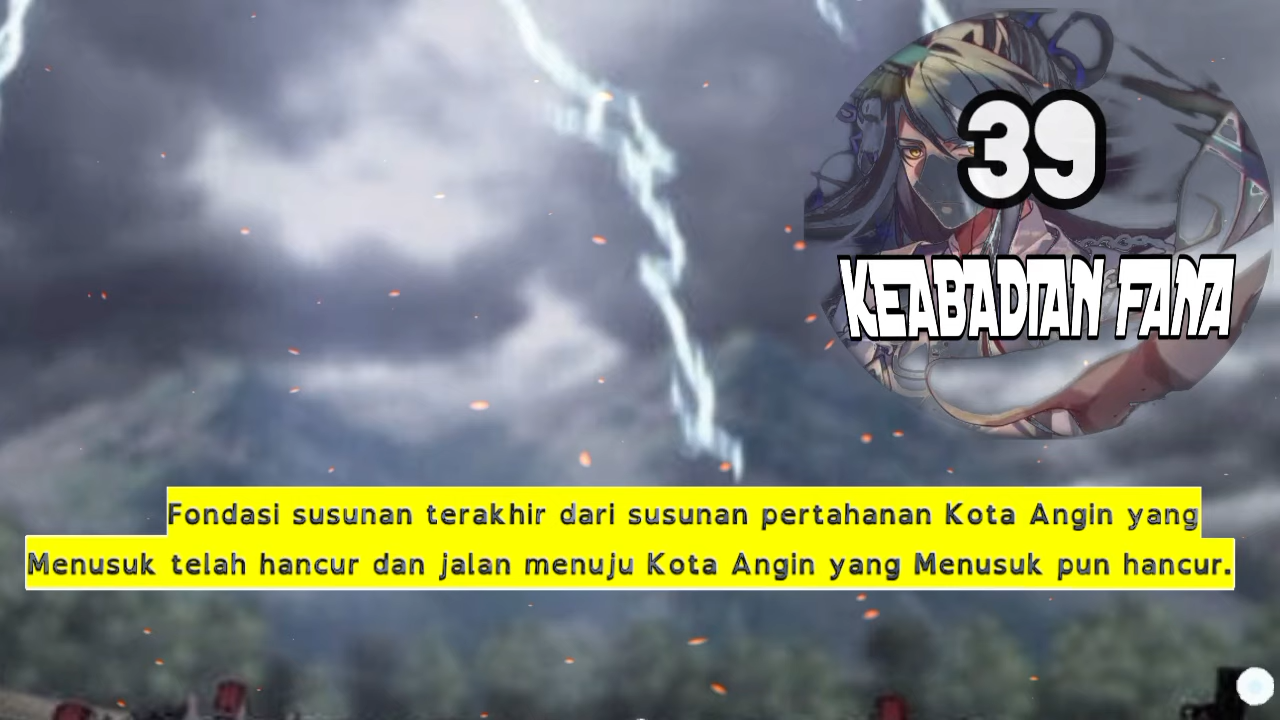 39
KEABADIAN FANA
Fondasi susunan terakhir dari susunan pertahanan Kota Angin yang
Menusuk telah hancur dan jalan menuju Kota Angin yang Menusuk pun hancur.